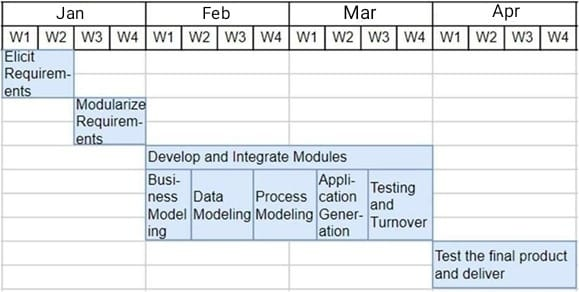 Jan Feb Mar Apr
W1 W2 W3 W4 W1 W2 W3 W4 W1 W2 W3 W4 W1 W2 W3 W4
Elicit
Requirem-
ents
Modularize
Requirem-
ents
Develop and Integrate Modules
Busi-
ness
Model
ing
Data
Modeling
Process
Modeling
Appli-
cation
Gener-
ation
Testing
and
Turnover
Test the final product
and deliver